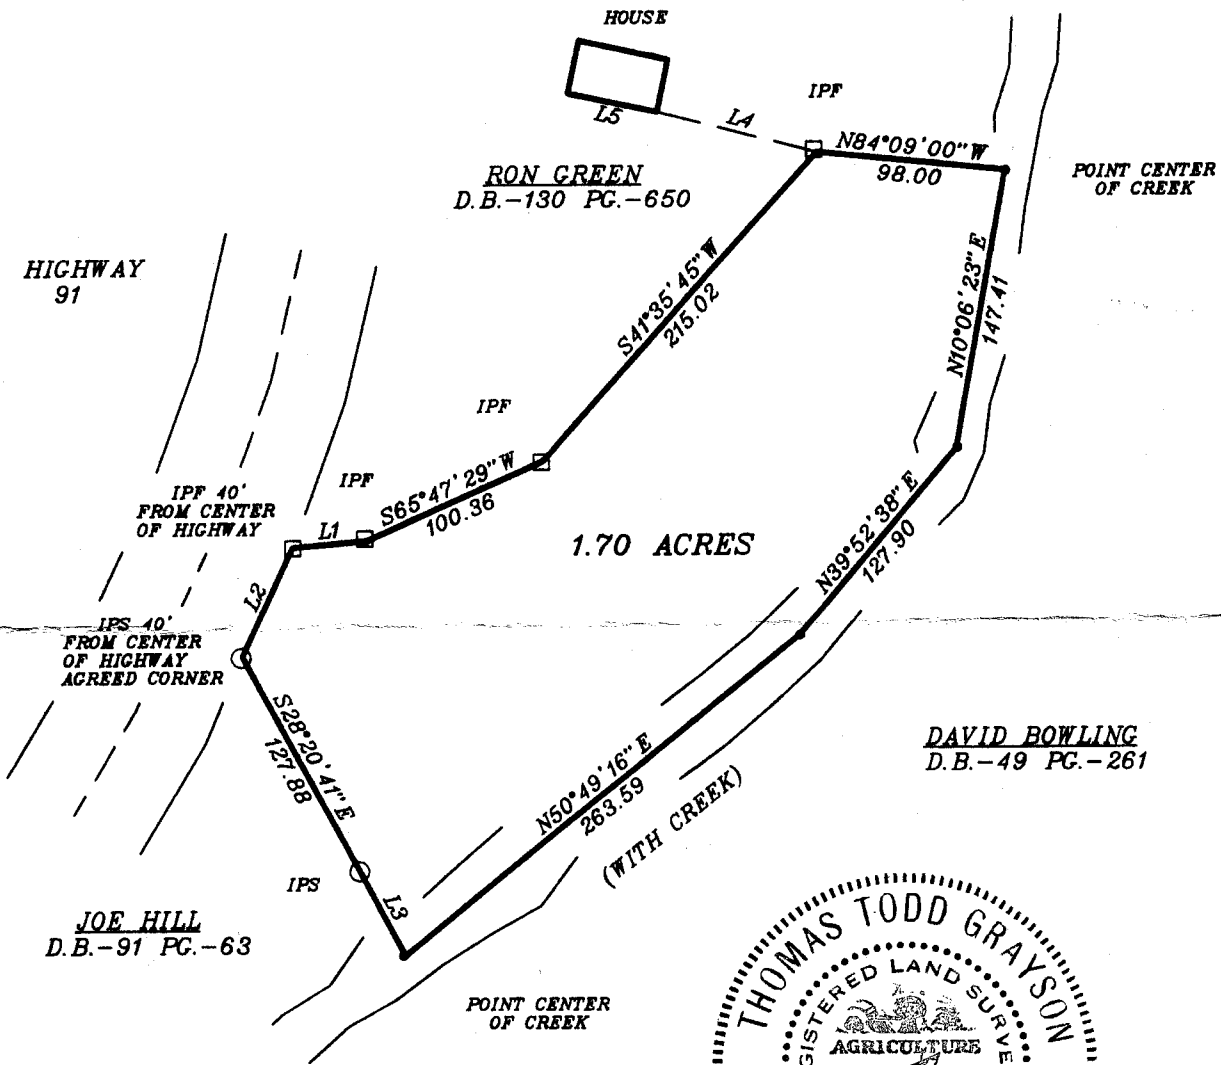 HOUSE
IPF
L5
L4
N84°09'00" W
98.00
POINT CENTER
OF CREEK
RON GREEN
D.B.-130 PG.-650
HIGHWAY
91
S41°35'45" W
215.02
N10°06'23" E
147.41
IPF
IPF
S65°47'29" W
100.36
IPF 40'
FROM CENTER
OF HIGHWAY
L1
1.70 ACRES
N39°52'38" E
127.90
L2
IPS 40'
FROM CENTER
OF HIGHWAY
AGREED CORNER
S28°20'41" E
127.88
DAVID BOWLING
D.B.-49 PG.-261
N50°49'16" E
263.59
(WITH CREEK)
IPS
L3
JOE HILL
D.B.-91 PG.-63
POINT CENTER
OF CREEK
THOMAS TODD GRAYSON
GISTERED LAND SURVE
AGRICULTURE